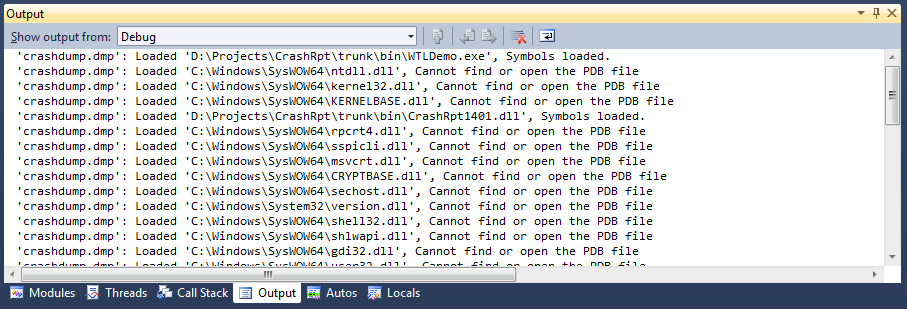 Output
Show output from: Debug
'crashdump.dmp': Loaded 'D:\Projects\CrashRpt\trunk\bin\WTLDemo.exe', Symbols loaded.
'crashdump.dmp': Loaded 'C:\Windows\SysWOW64\ntdll.dll', Cannot find or open the PDB file
'crashdump.dmp': Loaded 'C:\Windows\SysWOW64\kernel32.dll', Cannot find or open the PDB file
'crashdump.dmp': Loaded 'C:\Windows\SysWOW64\KERNELBASE.dll', Cannot find or open the PDB file
'crashdump.dmp': Loaded 'D:\Projects\CrashRpt\trunk\bin\CrashRpt1401.dll', Symbols loaded.
'crashdump.dmp': Loaded 'C:\Windows\SysWOW64\rpcrt4.dll', Cannot find or open the PDB file
'crashdump.dmp': Loaded 'C:\Windows\SysWOW64\sspicli.dll', Cannot find or open the PDB file
'crashdump.dmp': Loaded 'C:\Windows\SysWOW64\msvcrt.dll', Cannot find or open the PDB file
'crashdump.dmp': Loaded 'C:\Windows\SysWOW64\CRYPTBASE.dll', Cannot find or open the PDB file
'crashdump.dmp': Loaded 'C:\Windows\SysWOW64\sechost.dll', Cannot find or open the PDB file
'crashdump.dmp': Loaded 'C:\Windows\System32\version.dll', Cannot find or open the PDB file
'crashdump.dmp': Loaded 'C:\Windows\SysWOW64\shell32.dll', Cannot find or open the PDB file
'crashdump.dmp': Loaded 'C:\Windows\SysWOW64\shlwapi.dll', Cannot find or open the PDB file
'crashdump.dmp': Loaded 'C:\Windows\SysWOW64\gdi32.dll', Cannot find or open the PDB file
'crashdump.dmp': Loaded 'C:\Windows\SysWOW64\user32.dll', Cannot find or open the PDB file
Modules Threads Call Stack Output Autos Locals